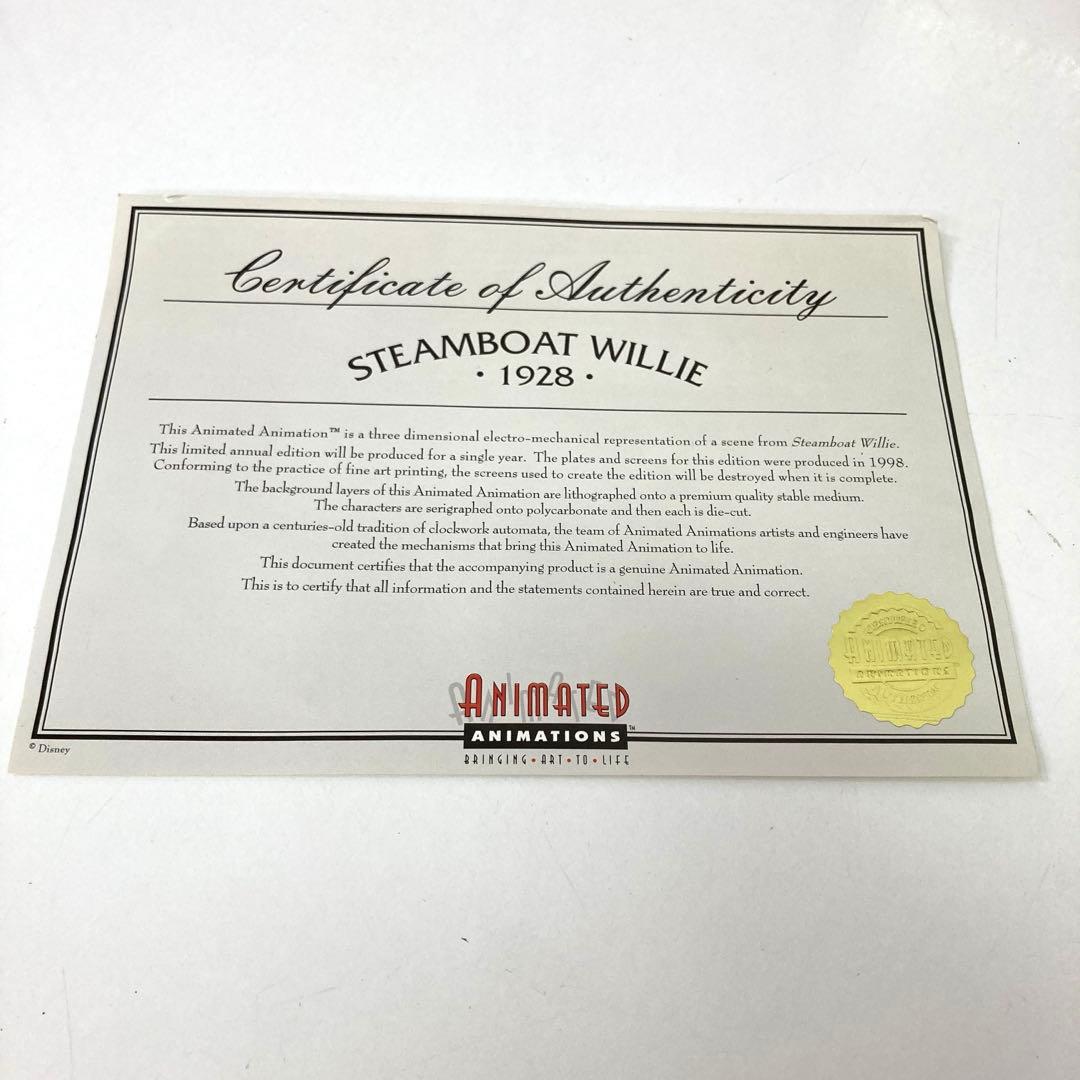 Certificate of Authenticity
STEAMBOAT WILLIE
• 1928 •
This Animated Animation™ is a three dimensional electro-mechanical representation of a scene from Steamboat Willie.
This limited annual edition will be produced for a single year. The plates and screens for this edition were produced in 1998.
Conforming to the practice of fine art printing, the screens used to create the edition will be destroyed when it is complete.
The background layers of this Animated Animation are lithographed onto a premium quality stable medium.
The characters are serigraphed onto polycarbonate and then each is die-cut.
Based upon a centuries-old tradition of clockwork automata, the team of Animated Animations artists and engineers have
created the mechanisms that bring this Animated Animation to life.
This document certifies that the accompanying product is a genuine Animated Animation.
This is to certify that all information and the statements contained herein are true and correct.
ANIMATED
ANIMATIONS
ANIMATED
ANIMATIONS™
BRINGING • ART • TO • LIFE
© Disney